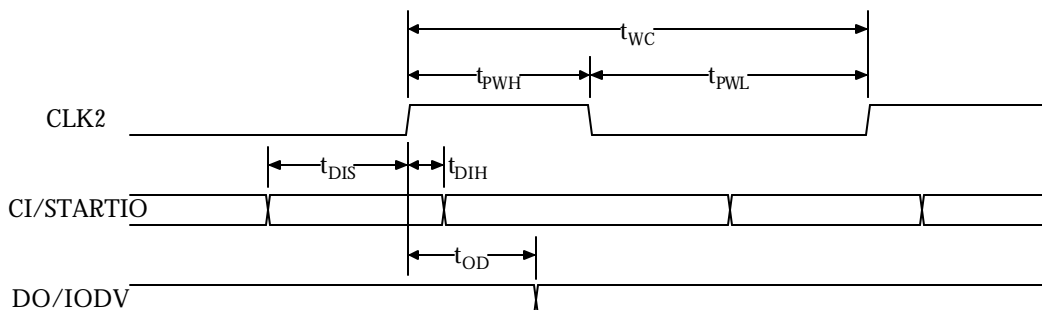 tWC
tPWH tPWL
CLK2
tDIS tDIH
CI/STARTIO
tOD
DO/IODV